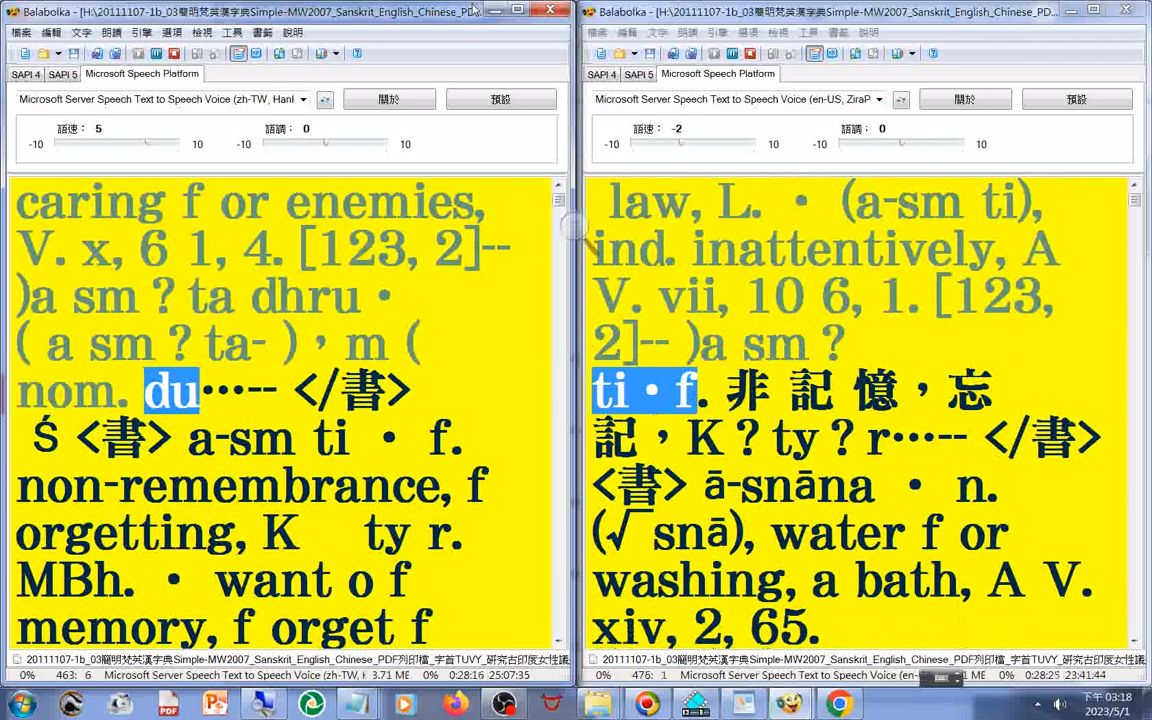 Balabolka - [H:\20111107-1b_03簡明梵英漢字典Simple-MW2007_Sanskrit_English_Chinese_PD...
檔案 編輯 文字 朗讀 引擎 選項 檢視 工具 書籤 說明
SAPI 4 SAPI 5 Microsoft Speech Platform
Microsoft Server Speech Text to Speech Voice (zh-TW, Hanl 關於 預設
語速： 5 語調： 0
-10 10 -10 10
caring f or enemies,
V. x, 6 1, 4. [123, 2]--
)a sm ? ta dhru •
( a sm ? ta- ) , m (
nom. du…-- </書>
Ś <書> a-sm ti • f.
non-remembrance, f
orgetting, K ty r.
MBh. • want o f
memory, f orget f
20111107-1b_03簡明梵英漢字典Simple-MW2007_Sanskrit_English_Chinese_PDF列印檔_字首TUVY_研究古印度女性議
0% 463: 6 Microsoft Server Speech Text to Speech Voice (zh-TW, H 3.71 MB 0% 0:28:16 25:07:35
Balabolka - [H:\20111107-1b_03簡明梵英漢字典Simple-MW2007_Sanskrit_English_Chinese_PD...
檔案 編輯 文字 朗讀 引擎 選項 檢視 工具 書籤 說明
SAPI 4 SAPI 5 Microsoft Speech Platform
Microsoft Server Speech Text to Speech Voice (en-US, ZiraP 關於 預設
語速： -2 語調： 0
-10 10 -10 10
law, L. • (a-sm ti),
ind. inattentively, A
V. vii, 10 6, 1. [123,
2]-- )a sm ?
ti • f. 非 記 憶，忘
記，K ? ty ? r…-- </書>
<書> ā-snāna • n.
(√ snā), water f or
washing, a bath, A V.
xiv, 2, 65.
20111107-1b_03簡明梵英漢字典Simple-MW2007_Sanskrit_English_Chinese_PDF列印檔_字首TUVY_研究古印度女性議
0% 476: 1 Microsoft Server Speech Text to Speech Voice (en-U MB 0% 0:28:25 23:41:44
下午 03:18
2023/5/1